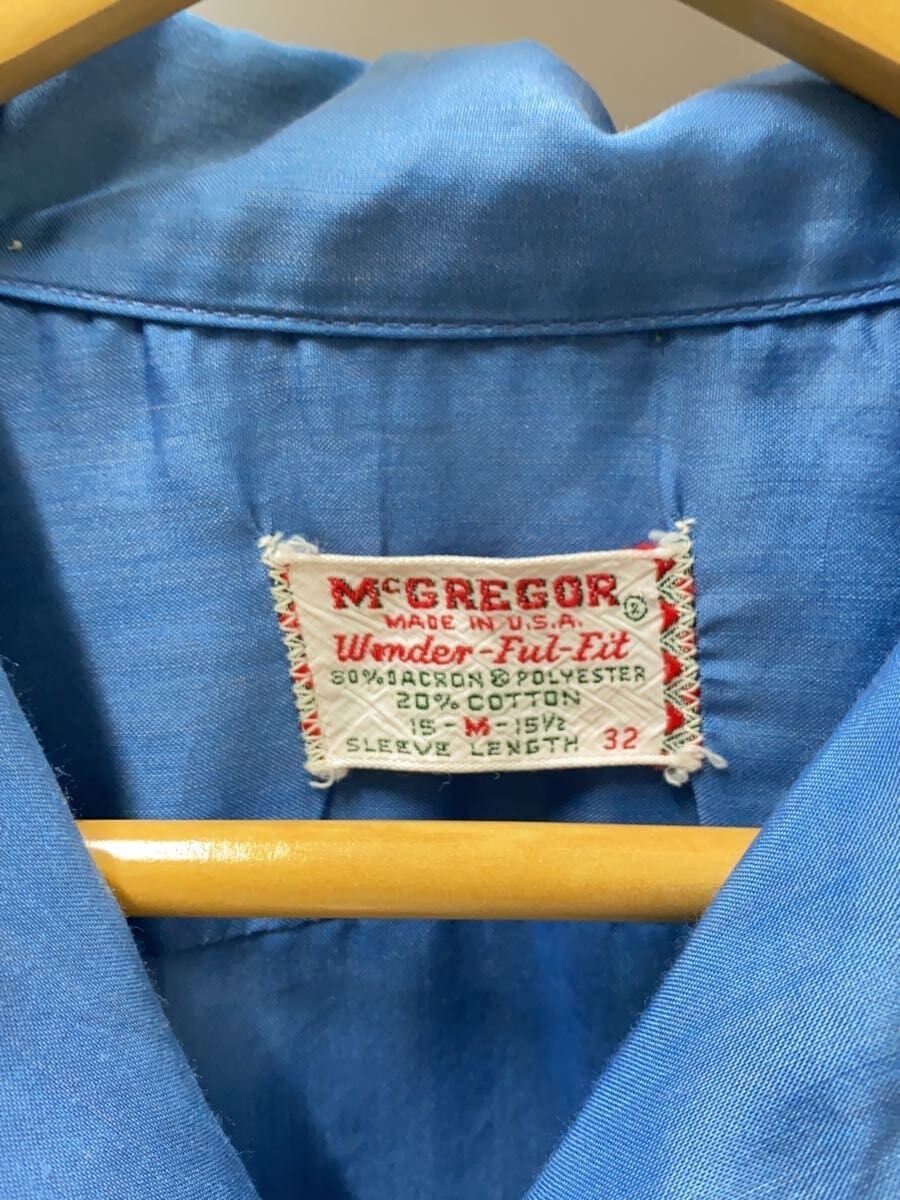 McGREGOR®
MADE IN U.S.A.
Wonder-Ful-Fit
80% DACRON ® POLYESTER
20% COTTON
15 - M - 15½
SLEEVE LENGTH 32